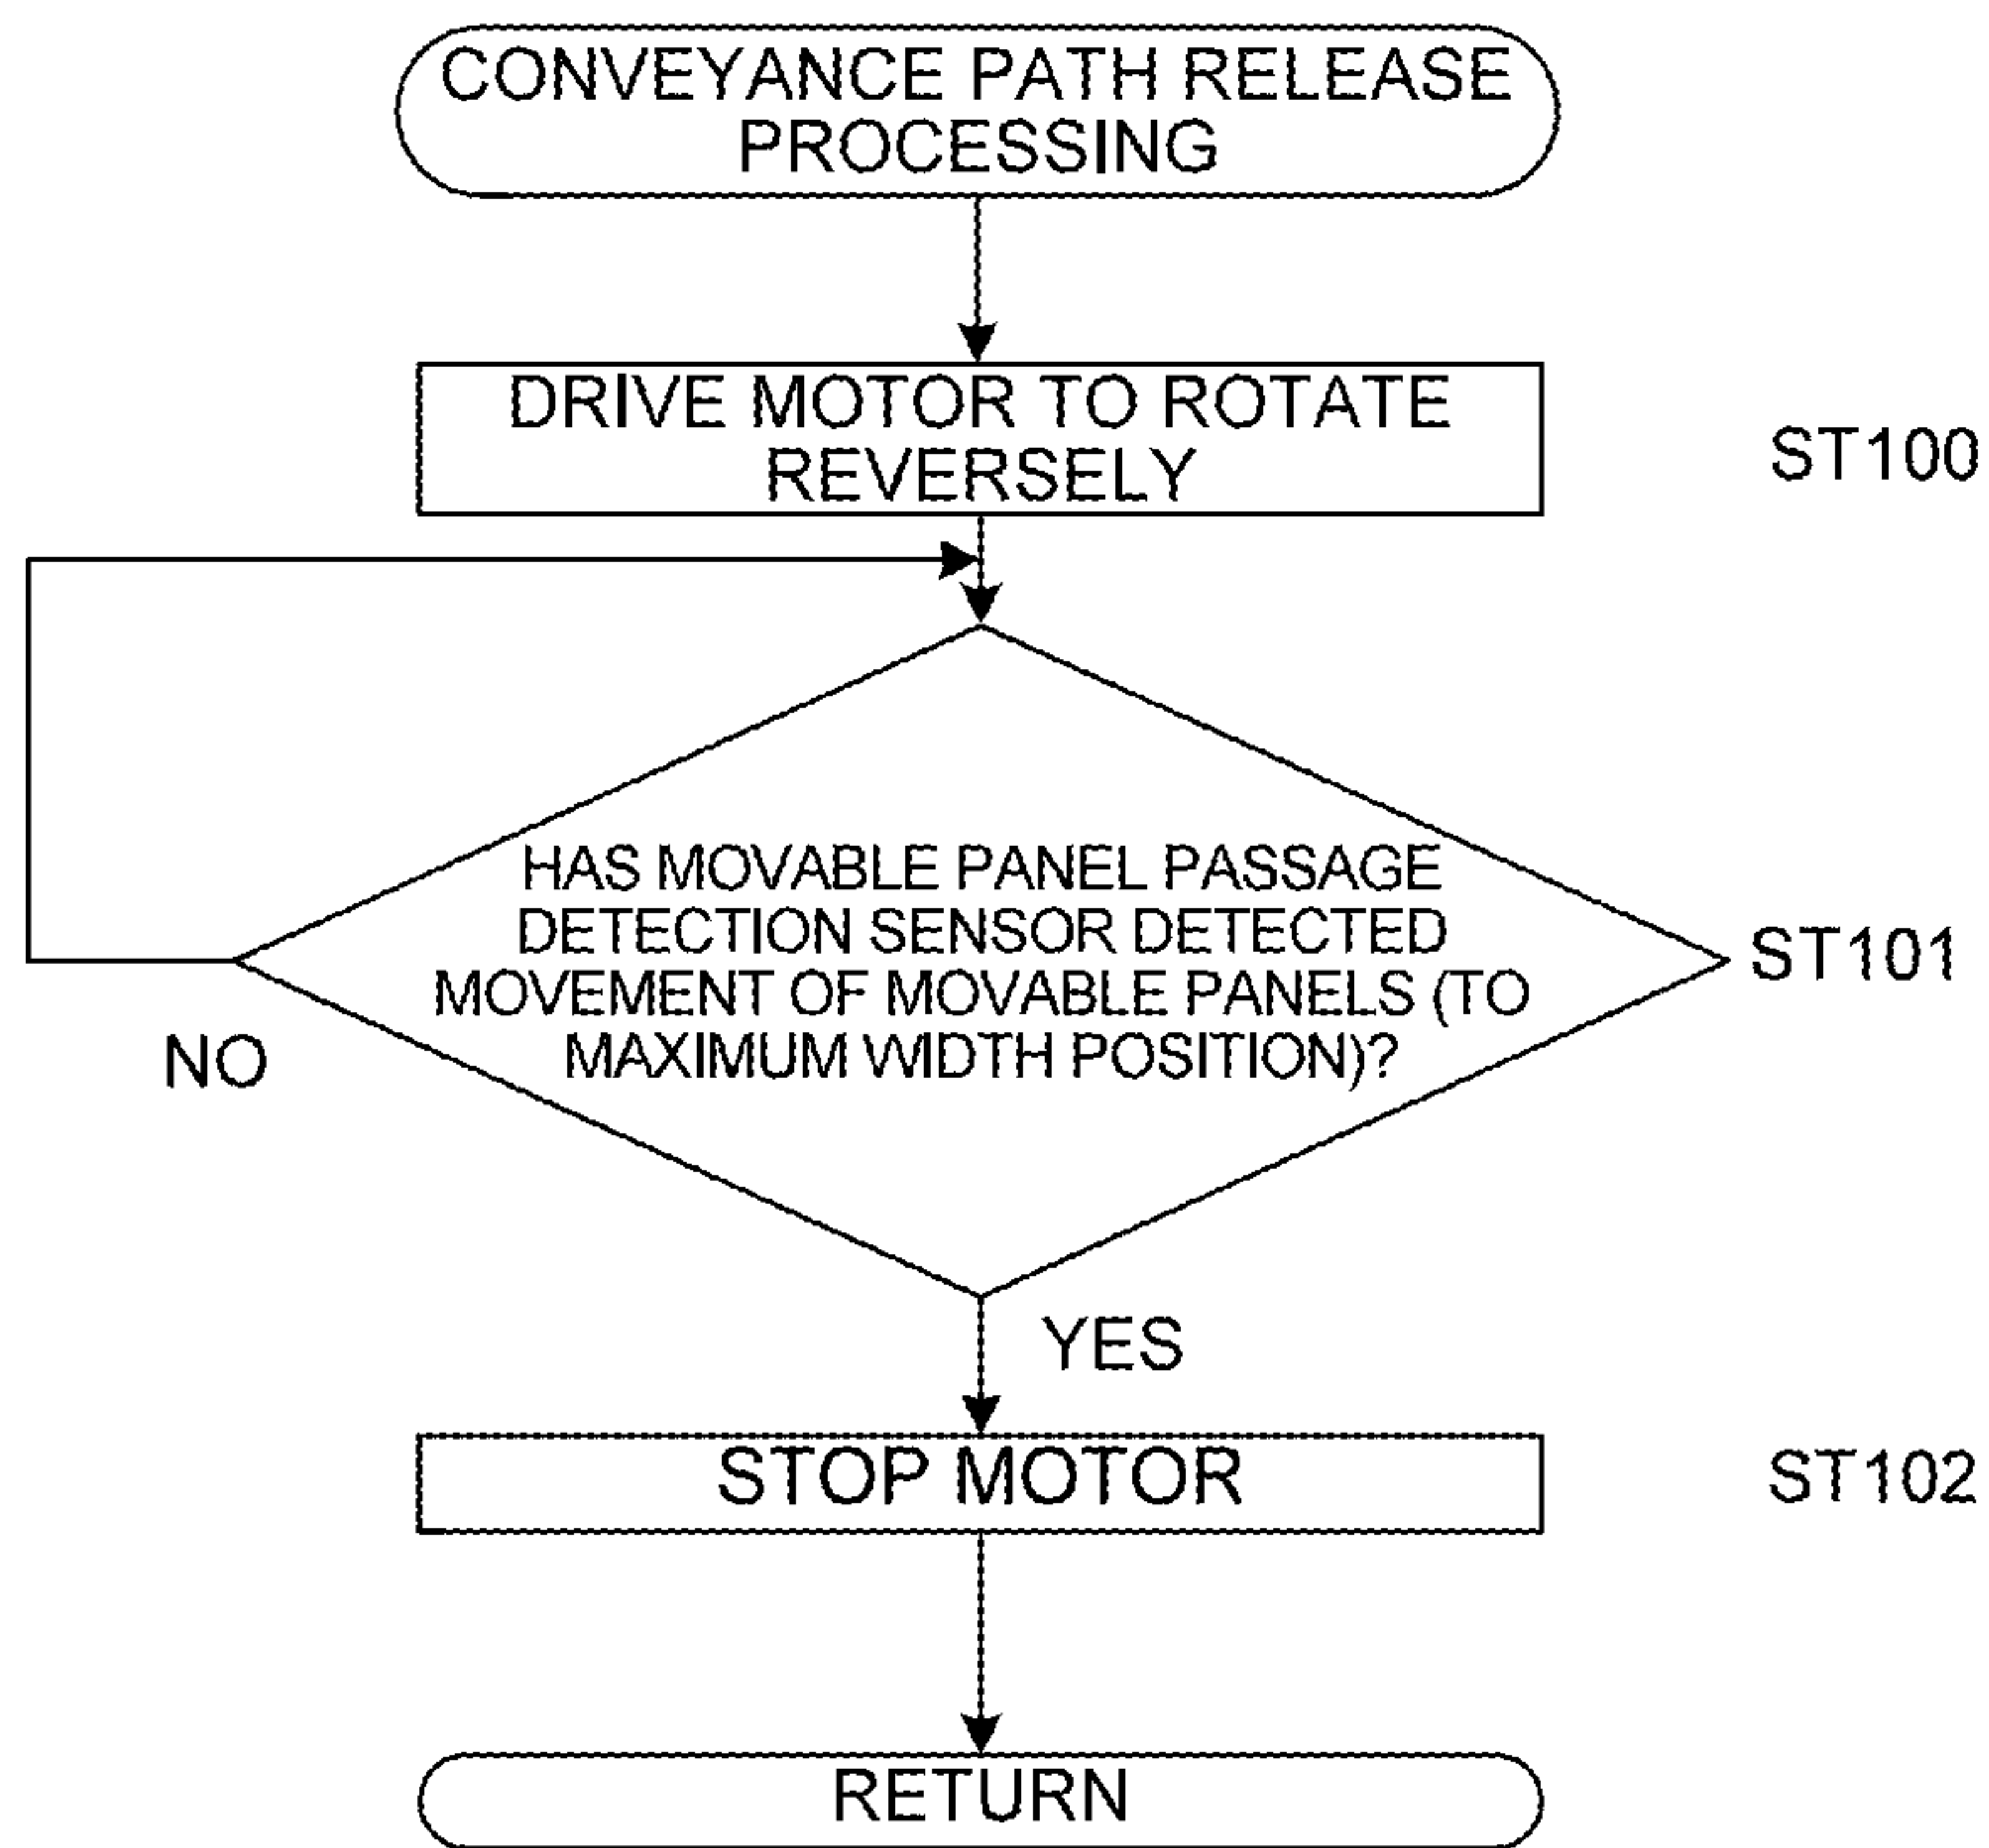 CONVEYANCE PATH RELEASE
PROCESSING
DRIVE MOTOR TO ROTATE
REVERSELY
ST100
HAS MOVABLE PANEL PASSAGE
DETECTION SENSOR DETECTED
MOVEMENT OF MOVABLE PANELS (TO
MAXIMUM WIDTH POSITION)?
ST101
NO
YES
STOP MOTOR
ST102
RETURN